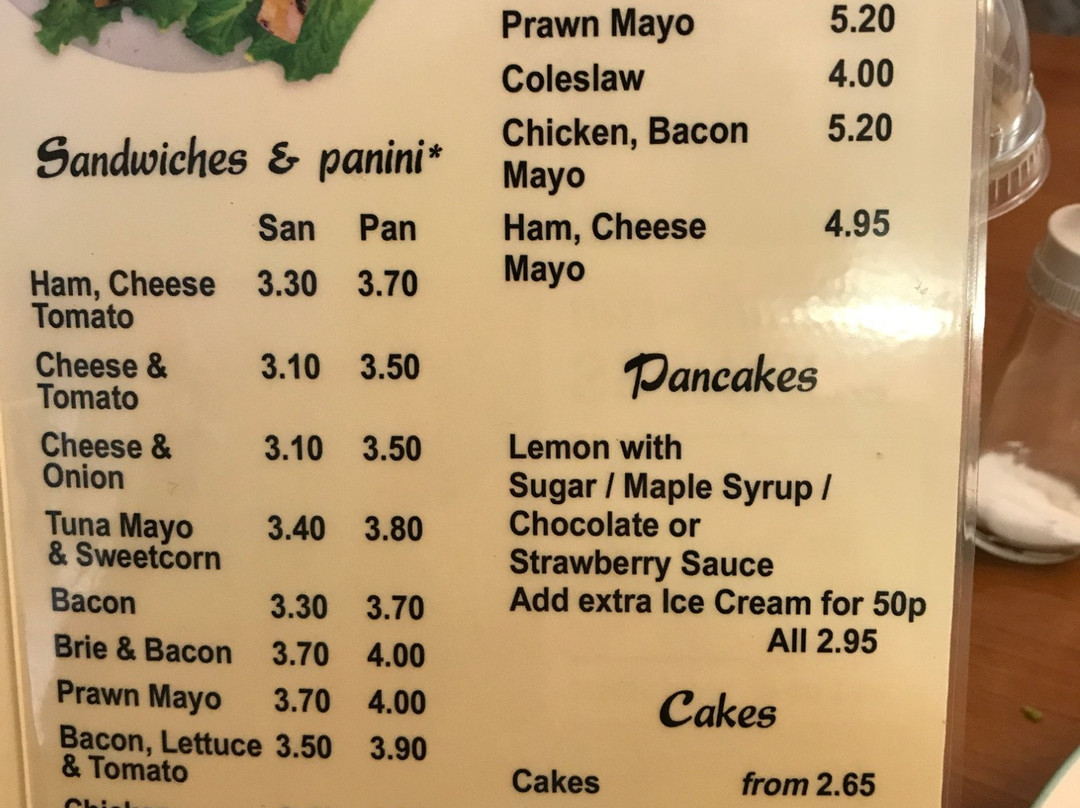 Sandwiches & panini*
San Pan
Ham, Cheese 3.30 3.70
Tomato
Cheese & 3.10 3.50
Tomato
Cheese & 3.10 3.50
Onion
Tuna Mayo 3.40 3.80
& Sweetcorn
Bacon 3.30 3.70
Brie & Bacon 3.70 4.00
Prawn Mayo 3.70 4.00
Bacon, Lettuce 3.50 3.90
& Tomato
Prawn Mayo 5.20
Coleslaw 4.00
Chicken, Bacon 5.20
Mayo
Ham, Cheese 4.95
Mayo
Pancakes
Lemon with
Sugar / Maple Syrup /
Chocolate or
Strawberry Sauce
Add extra Ice Cream for 50p
All 2.95
Cakes
Cakes from 2.65